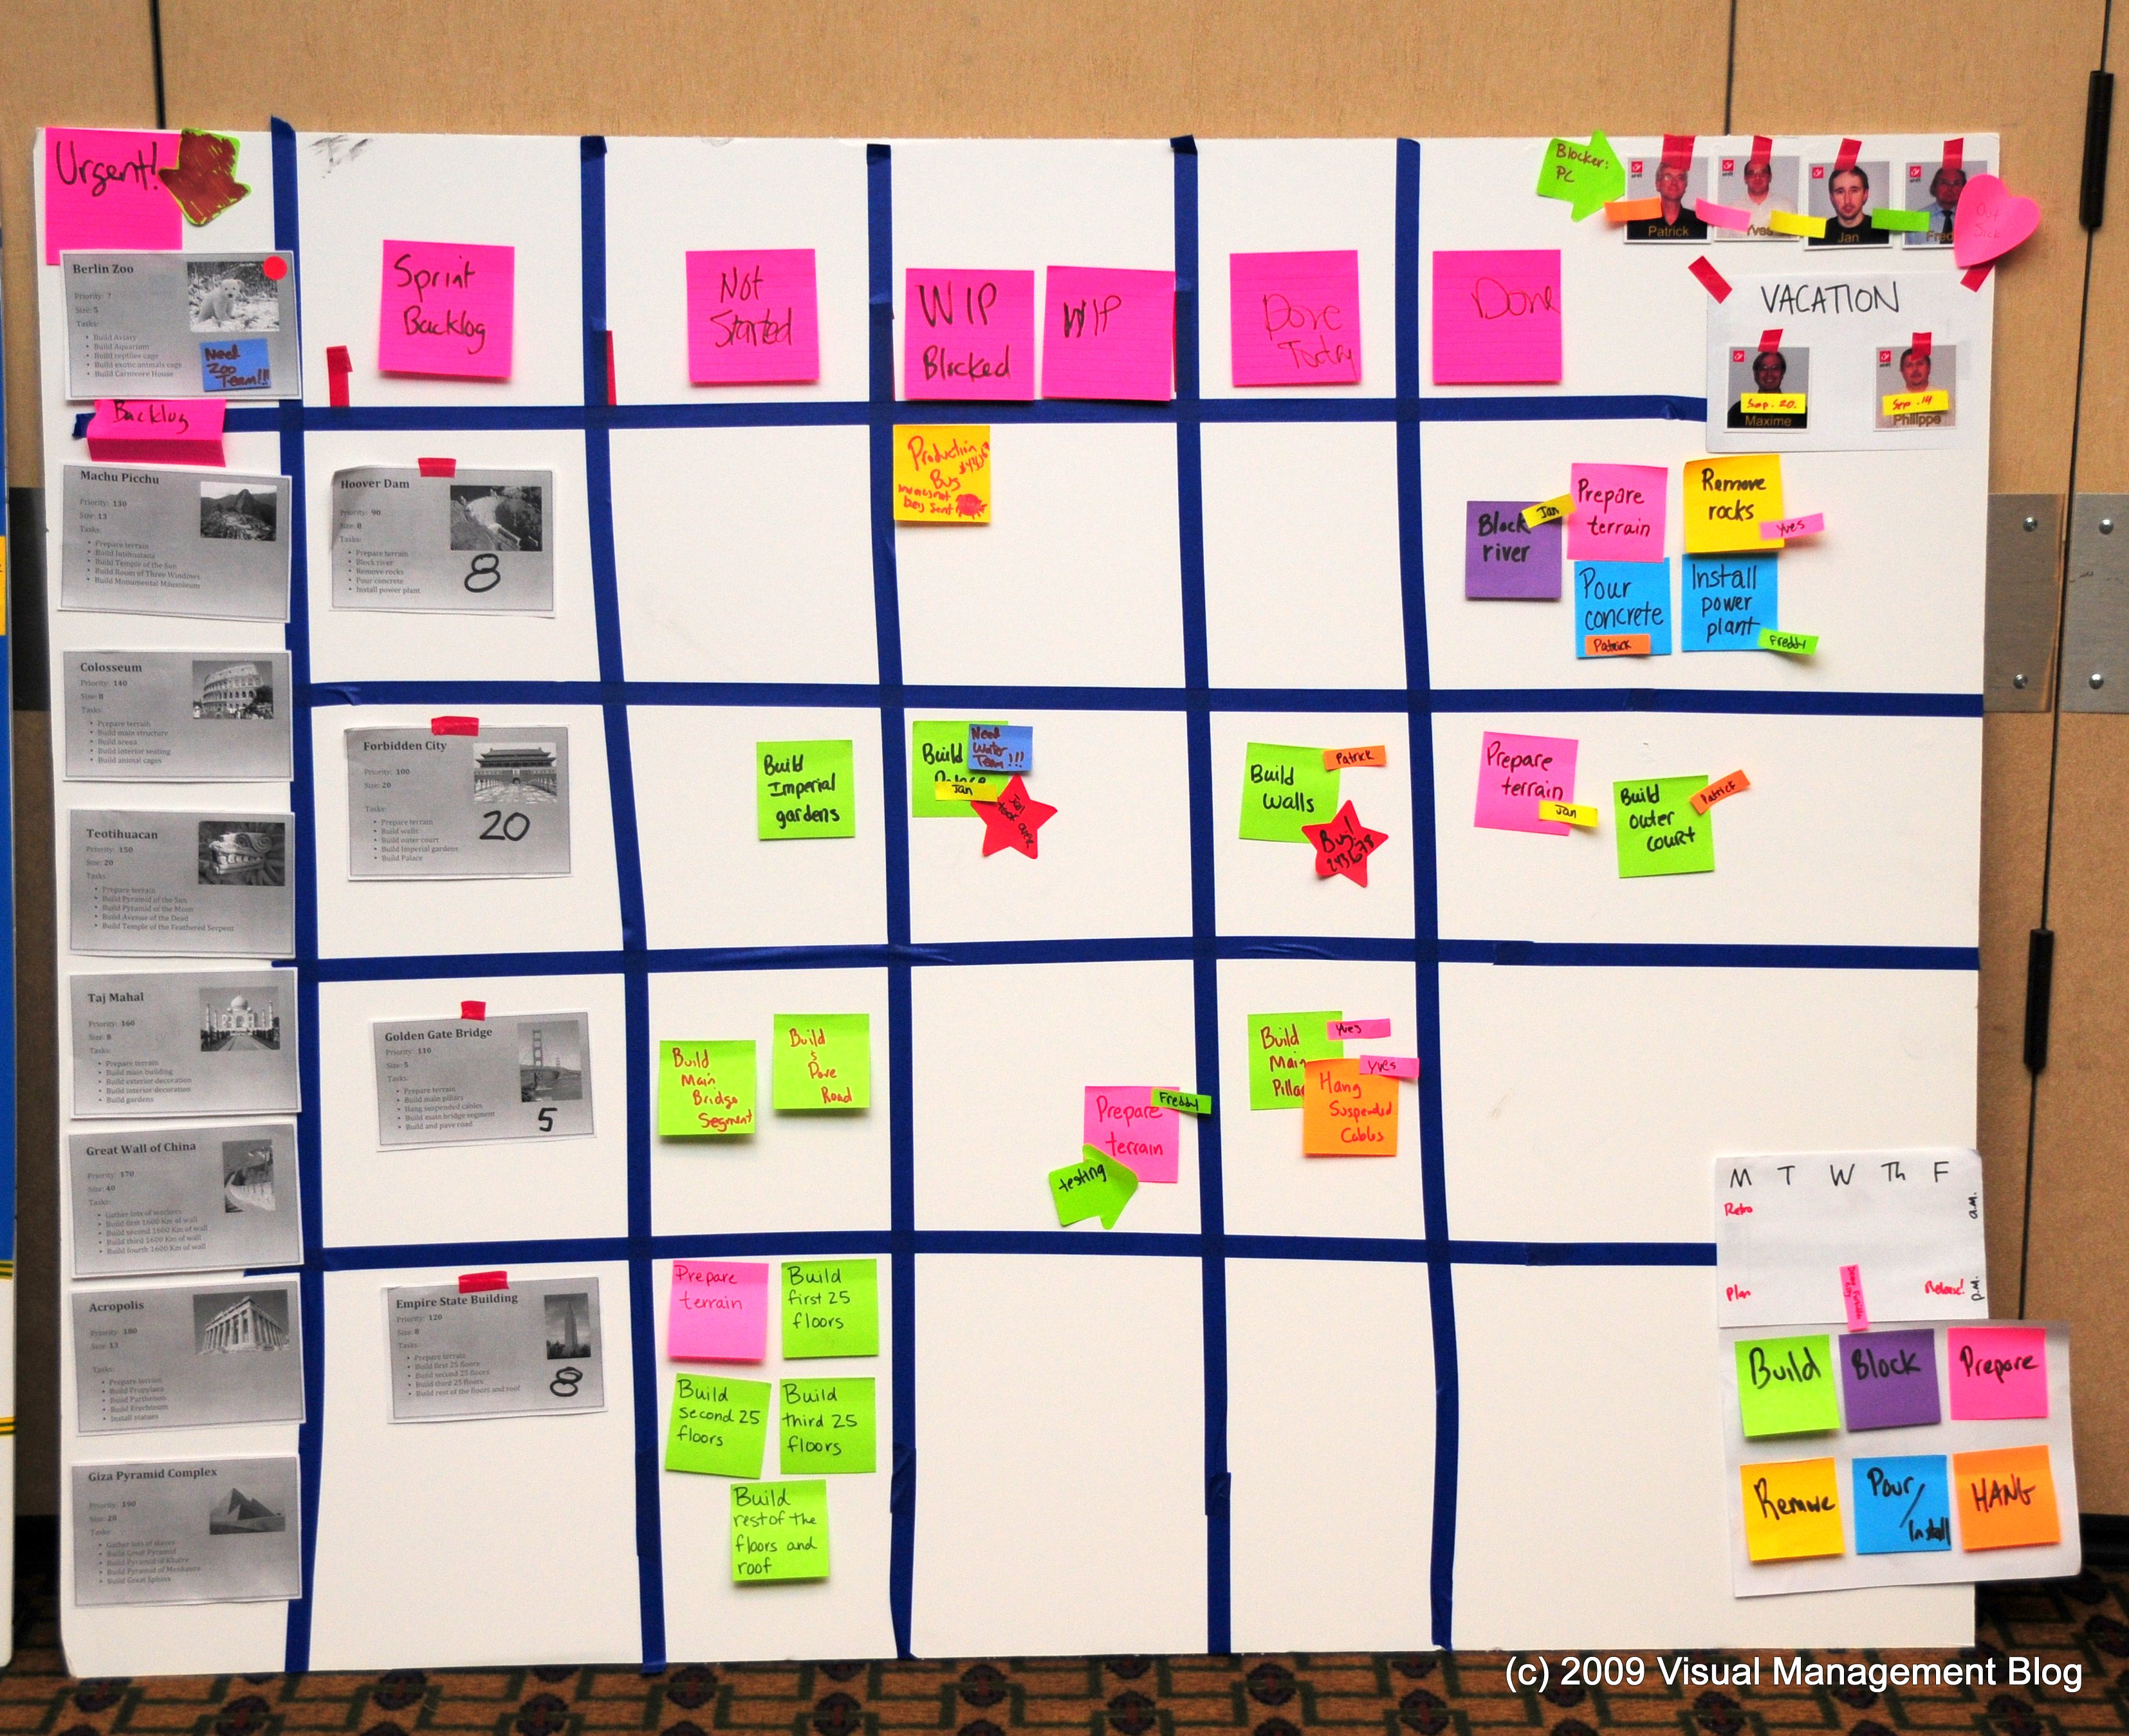 Urgent!
Berlin Zoo
Priority: ?
Size: 5
Tasks:
Build Aviary
Build Aquarium
Build reptiles cage
Build exotic animals cage
Build Carnivore House
Need
Zoo
Team!!!
Sprint
Backlog
Not
Started
WIP
Blocked
WIP
Done
Today
Done
Blocker:
PC
Patrick
Yves
Jan
Fred
Out
Sick
VACATION
Sep. 20.
Maxime
Sep. 14
Philippe
Backlog
Machu Picchu
Priority: 130
Size: 13
Tasks:
Prepare terrain
Build Intihuatana
Build Temple of the Sun
Build Room of Three Windows
Build Monumental Mausoleum
Colosseum
Priority: 140
Size: 8
Tasks:
Prepare terrain
Build main structure
Build arena
Build interior seating
Build animal cages
Teotihuacan
Priority: 150
Size: 20
Tasks:
Prepare terrain
Build Pyramid of the Sun
Build Pyramid of the Moon
Build Avenue of the Dead
Build Temple of the Feathered Serpent
Taj Mahal
Priority: 160
Size: 8
Tasks:
Prepare terrain
Build main building
Build exterior decoration
Build interior decoration
Build gardens
Great Wall of China
Priority: 170
Size: 40
Tasks:
Gather lots of workers
Build first 1600 Km of wall
Build second 1600 Km of wall
Build third 1600 Km of wall
Build fourth 1600 Km of wall
Acropolis
Priority: 180
Size: 13
Tasks:
Prepare terrain
Build Propylaea
Build Parthenon
Build Erechtheum
Install statues
Giza Pyramid Complex
Priority: 190
Size: 20
Tasks:
Gather lots of slaves
Build Great Pyramid
Build Pyramid of Khafre
Build Pyramid of Menkaure
Build Great Sphinx
Hoover Dam
Priority: 90
Size: 8
Tasks:
Prepare terrain
Block river
Remove rocks
Pour concrete
Install power plant
8
Production
Bug
being sent
Block
river
Jan
Prepare
terrain
Remove
rocks
Yves
Pour
concrete
Patrick
Install
power
plant
Freddy
Forbidden City
Priority: 100
Size: 20
Tasks:
Prepare terrain
Build walls
Build outer court
Build Imperial gardens
Build Palace
20
Build
Imperial
gardens
Build
Palace
Need
Water
Team!!!
Jan
took over
Build
walls
Patrick
Bug!
243678
Prepare
terrain
Jan
Build
outer
court
Patrick
Golden Gate Bridge
Priority: 110
Size: 5
Tasks:
Prepare terrain
Build main pillars
Hang suspended cables
Build main bridge segment
Build and pave road
5
Build
Main
Bridge
Segment
Build
&
Pave
Road
Prepare
terrain
Freddy
testing
Build
Main
Pillar
Yves
Yves
Hang
Suspended
Cables
Empire State Building
Priority: 120
Size: 8
Tasks:
Prepare terrain
Build first 25 floors
Build second 25 floors
Build third 25 floors
Build rest of the floors and roof
8
Prepare
terrain
Build
first 25
floors
Build
second 25
floors
Build
third 25
floors
Build
rest of the
floors and
roof
M T W Th F
Retro
a.m.
Plan
Release!
p.m.
Build
Block
Prepare
Remove
Pour/
Install
HANG
(c) 2009 Visual Management Blog